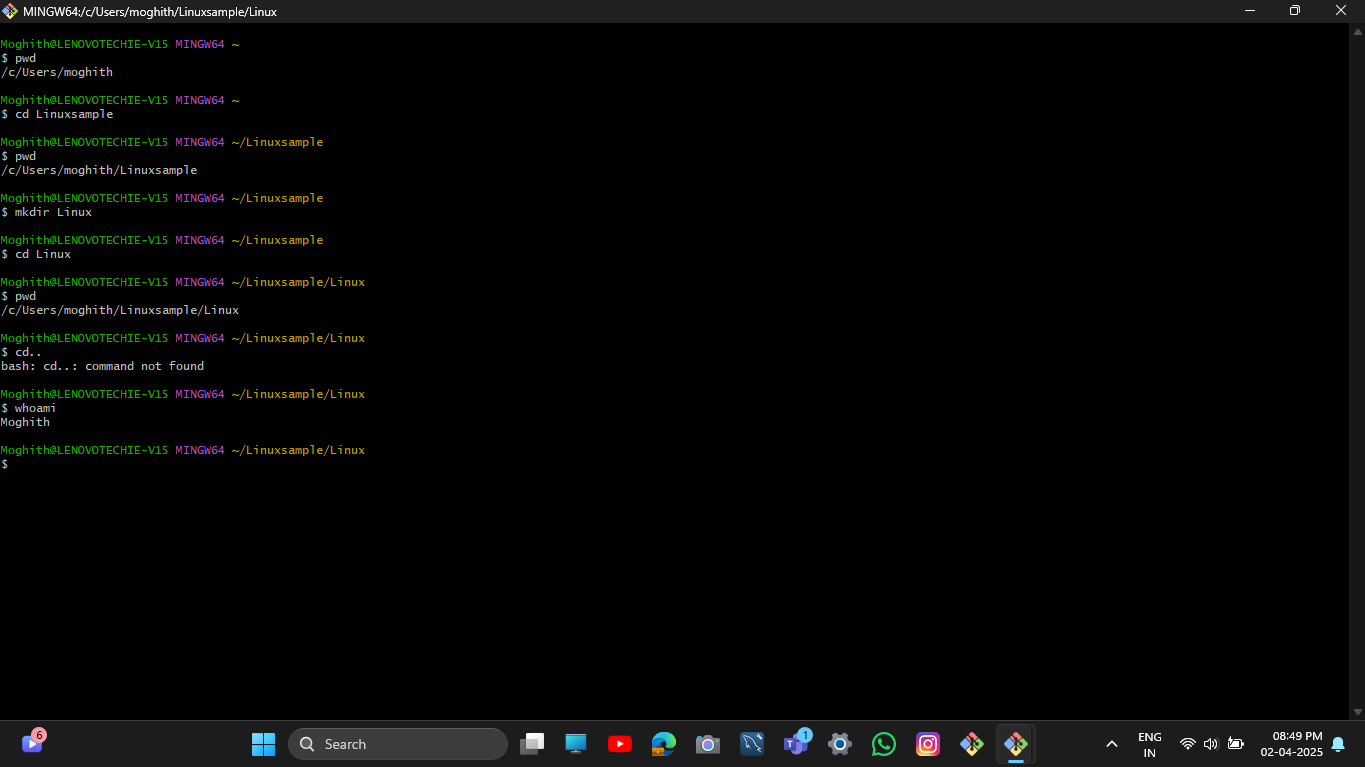 MINGW64:/c/Users/moghith/Linuxsample/Linux
Moghith@LENOVOTECHIE-V15 MINGW64 ~
$ pwd
/c/Users/moghith
Moghith@LENOVOTECHIE-V15 MINGW64 ~
$ cd Linuxsample
Moghith@LENOVOTECHIE-V15 MINGW64 ~/Linuxsample
$ pwd
/c/Users/moghith/Linuxsample
Moghith@LENOVOTECHIE-V15 MINGW64 ~/Linuxsample
$ mkdir Linux
Moghith@LENOVOTECHIE-V15 MINGW64 ~/Linuxsample
$ cd Linux
Moghith@LENOVOTECHIE-V15 MINGW64 ~/Linuxsample/Linux
$ pwd
/c/Users/moghith/Linuxsample/Linux
Moghith@LENOVOTECHIE-V15 MINGW64 ~/Linuxsample/Linux
$ cd..
bash: cd..: command not found
Moghith@LENOVOTECHIE-V15 MINGW64 ~/Linuxsample/Linux
$ whoami
Moghith
Moghith@LENOVOTECHIE-V15 MINGW64 ~/Linuxsample/Linux
$
6
Search
T 1
ENG
IN
08:49 PM
02-04-2025